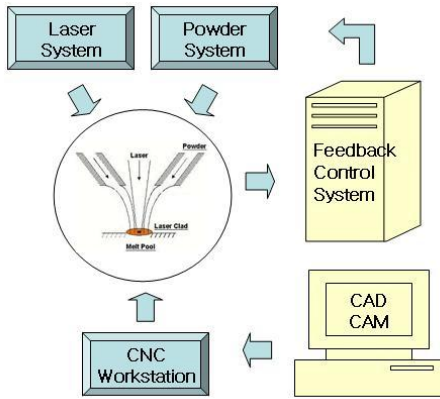 Laser
System
Powder
System
Powder
Laser
Laser Clad
Melt Pool
Feedback
Control
System
CNC
Workstation
CAD
CAM